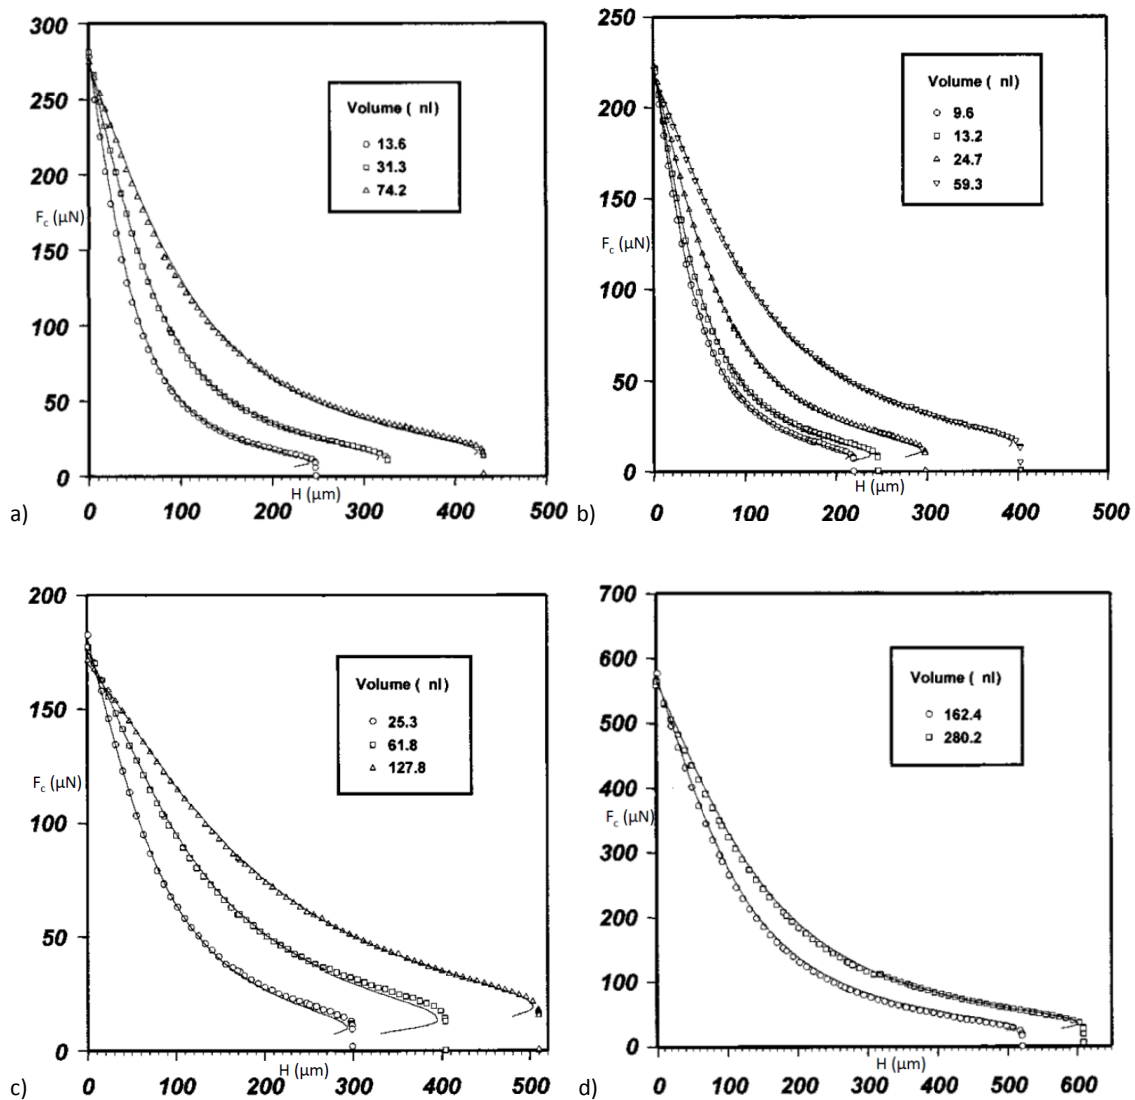 a)
300
250
200
150
100
50
0
F_c (μN)
Volume ( nl)
13.6
31.3
74.2
0 100 200 300 400 500
H (μm)
b)
250
200
150
100
50
0
F_c (μN)
Volume ( nl)
9.6
13.2
24.7
59.3
0 100 200 300 400 500
H (μm)
200
150
100
50
0
F_c (μN)
Volume ( nl)
25.3
61.8
127.8
0 100 200 300 400 500
H (μm)
c)
700
600
500
400
300
200
100
0
F_c (μN)
Volume ( nl)
162.4
280.2
0 100 200 300 400 500 600
H (μm)
d)